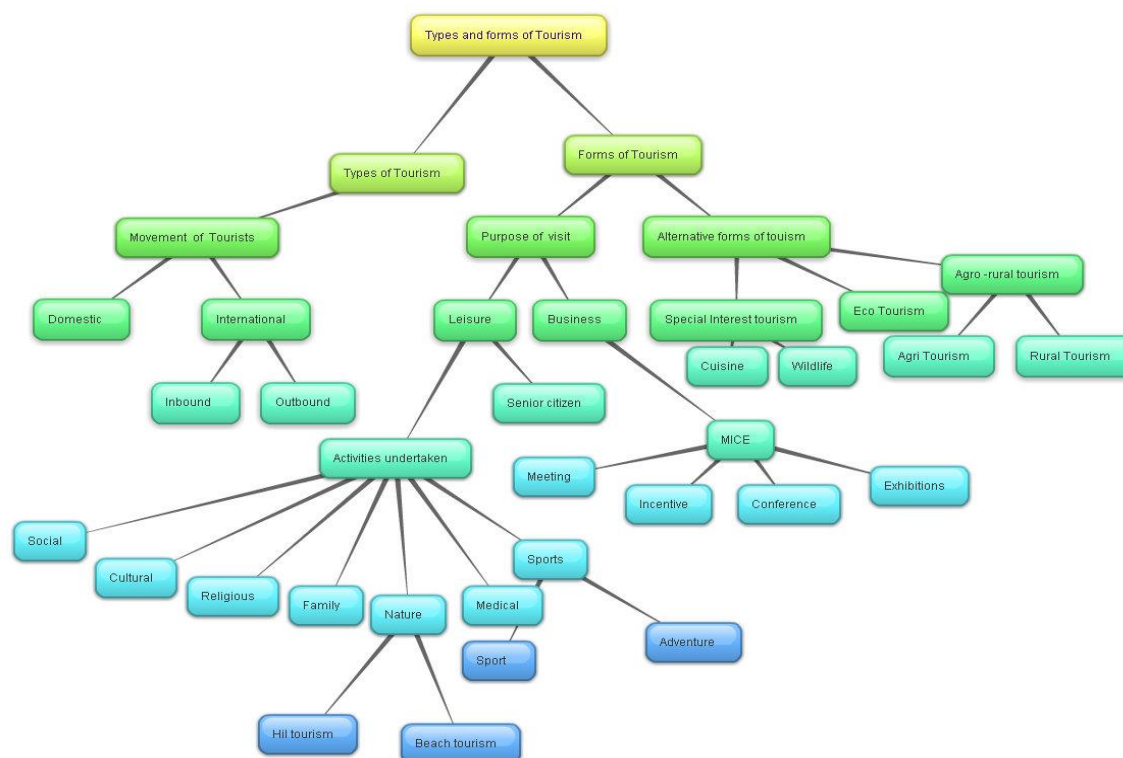 Types and forms of Tourism
Types of Tourism
Forms of Tourism
Movement of Tourists
Purpose of visit
Alternative forms of touism
Agro -rural tourism
Domestic
International
Leisure
Business
Special Interest tourism
Eco Tourism
Agri Tourism
Rural Tourism
Cuisine
Wildlife
Inbound
Outbound
Senior citizen
MICE
Activities undertaken
Meeting
Incentive
Conference
Exhibitions
Social
Cultural
Religious
Family
Nature
Medical
Sports
Sport
Adventure
Hil tourism
Beach tourism